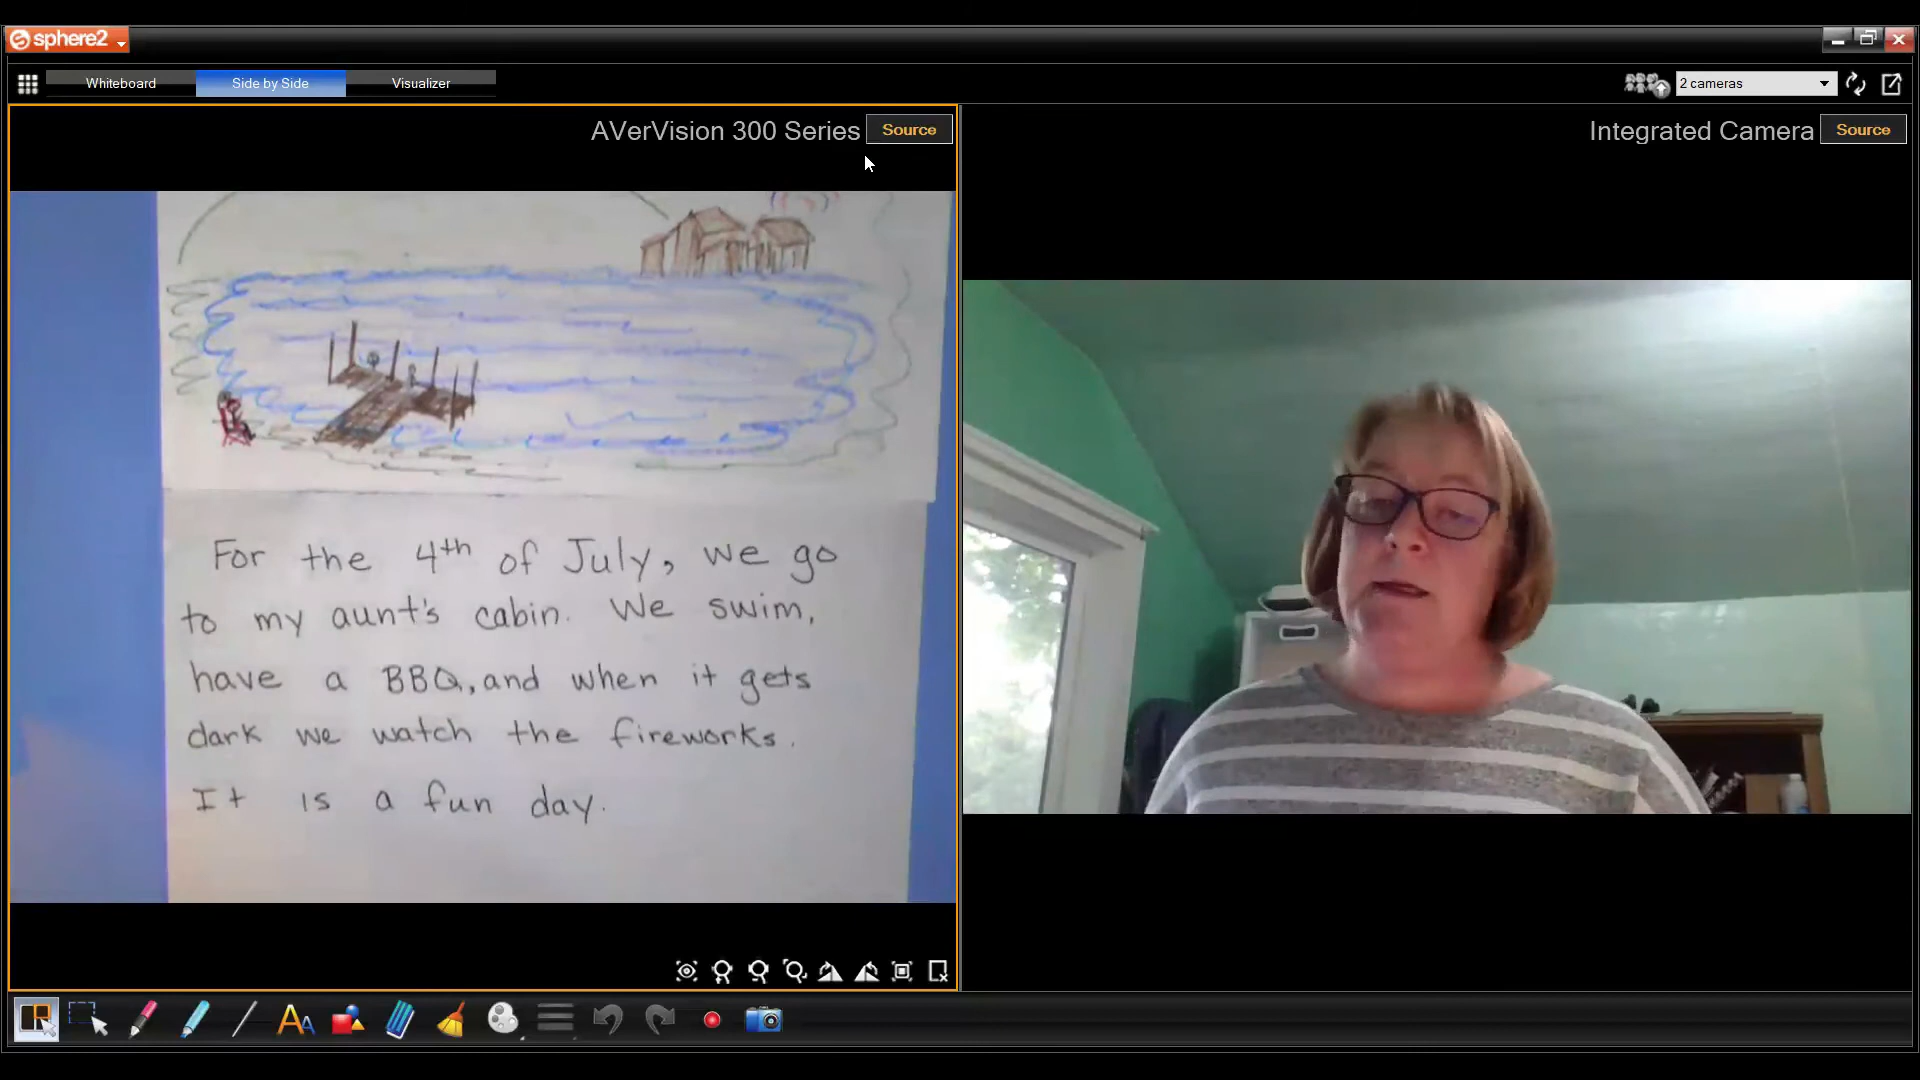 sphere2
Whiteboard
Side by Side
Visualizer
2 cameras
AVerVision 300 Series
Source
Integrated Camera
Source
For the 4th of July, we go
to my aunt's cabin. We swim,
have a BBQ, and when it gets
dark we watch the fireworks.
It is a fun day.